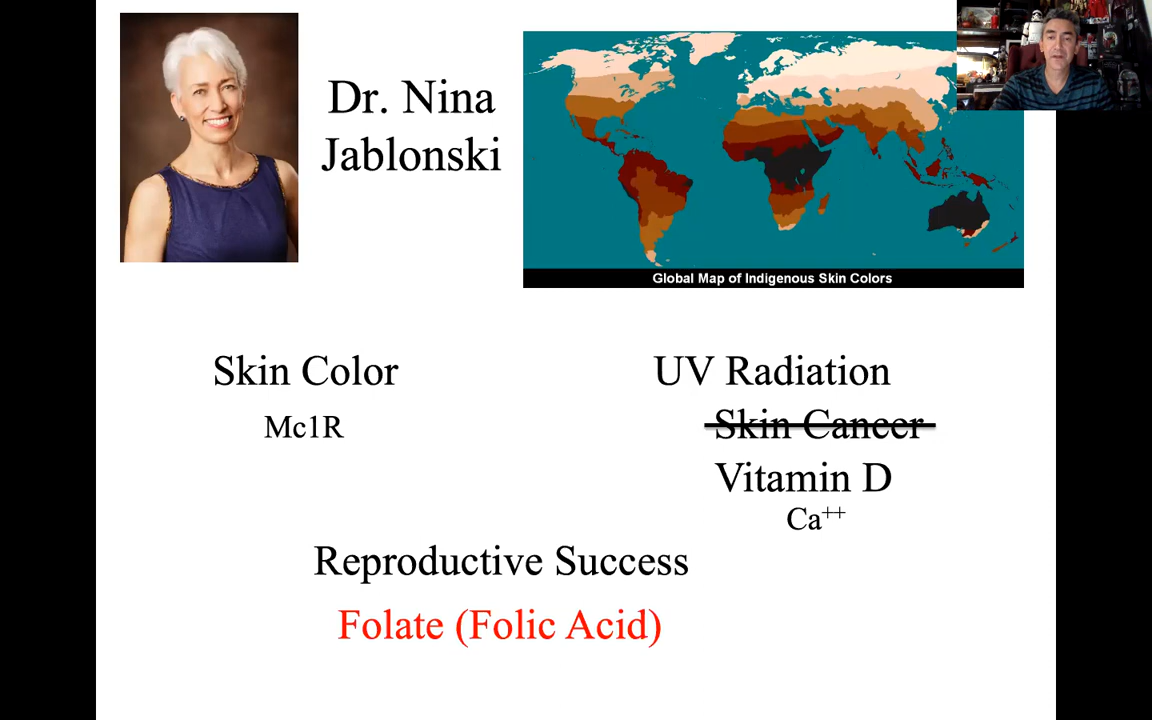 Dr. Nina
Jablonski
Global Map of Indigenous Skin Colors
Skin Color
UV Radiation
Mc1R
Skin Cancer
Vitamin D
Ca++
Reproductive Success
Folate (Folic Acid)